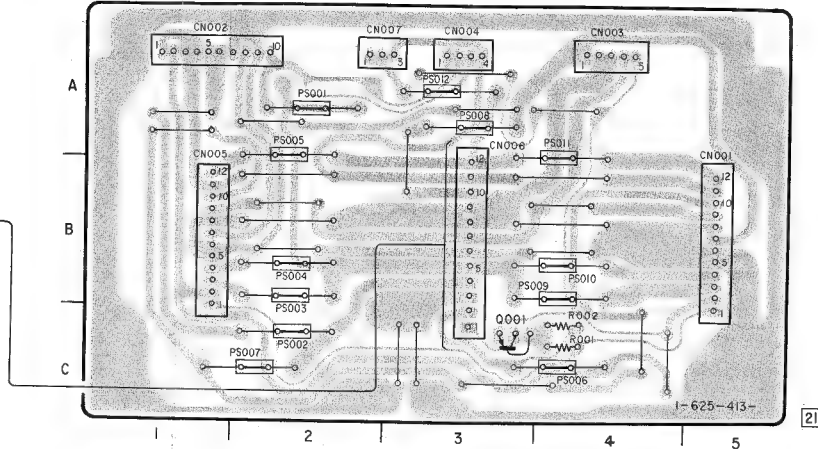 CN002 CN007 CN004 CN003
1 5 10 1 3 1 4 1 5
A
PS012
PS001
PS008
PS005 CN006 PS011
CN005 12 12 CN001 12
10 10 10
B
5 5 5
PS004 PS010
PS009
PS003
1 1 1
Q001 R002
PS002 R001
C
PS007 PS006
1-625-413-
21
1 2 3 4 5